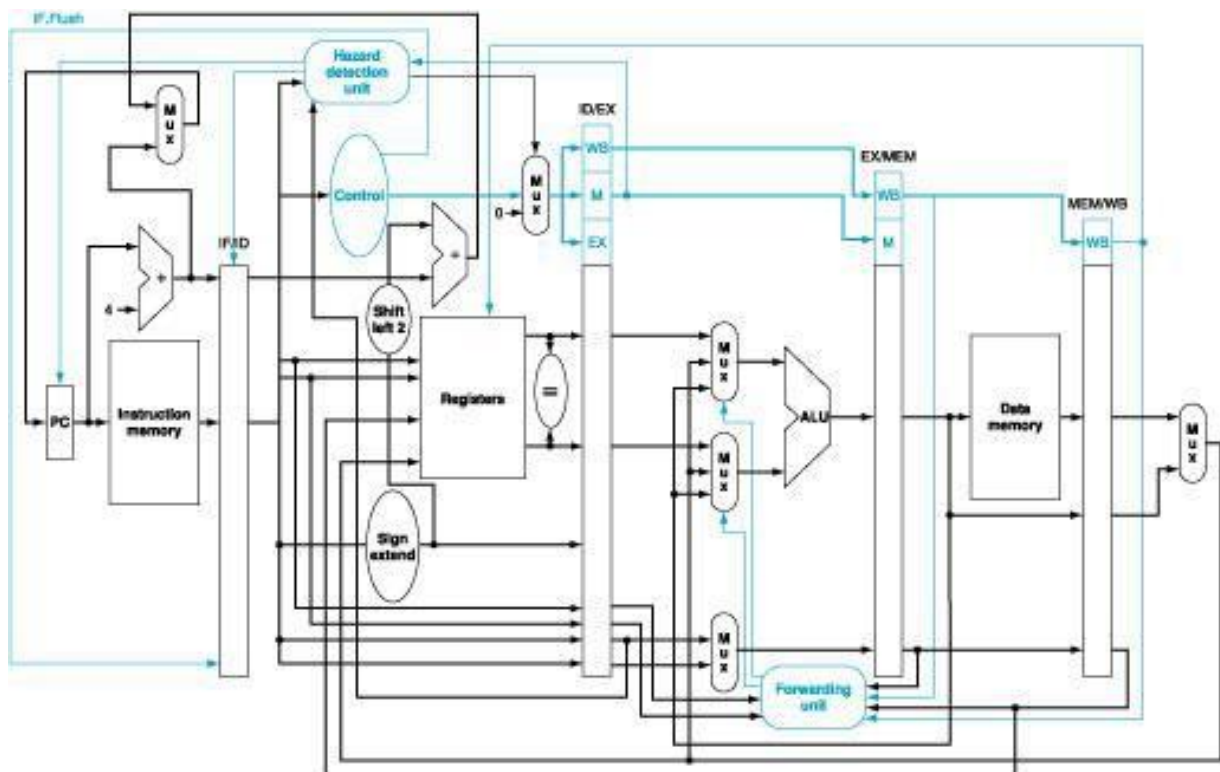 IF.Flush
Hazard
detection
unit
M
u
x
ID/EX
WB
EX/MEM
Control
M
u
x
M
WB
MEM/WB
0
IF/ID
EX
M
WB
+
+
4
Shift
left 2
M
u
x
Registers
=
PC
Instruction
memory
ALU
Data
memory
M
u
x
M
u
x
Sign
extend
M
u
x
Forwarding
unit